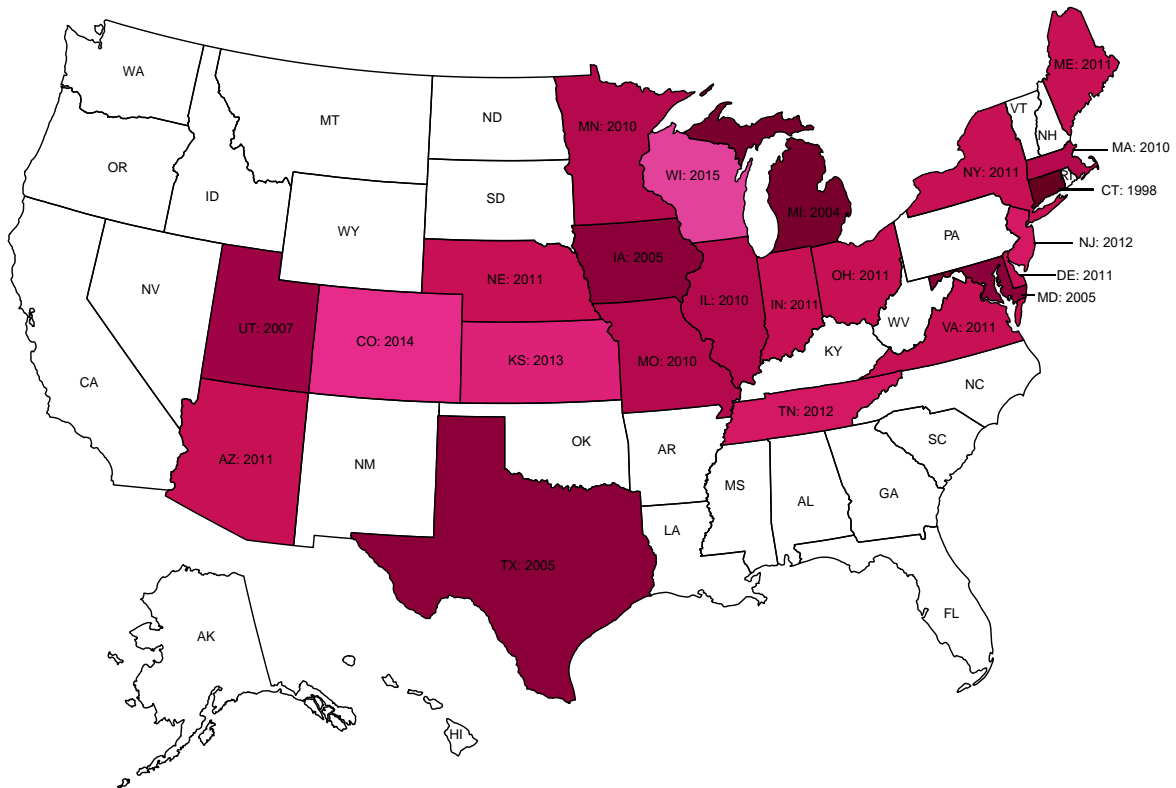 ME: 2011
WA
VT
MT
ND
MN: 2010
NH
MA: 2010
OR
WI: 2015
NY: 2011
RI
CT: 1998
ID
SD
MI: 2004
WY
PA
NJ: 2012
IA: 2005
NE: 2011
OH: 2011
DE: 2011
NV
IL: 2010
IN: 2011
MD: 2005
UT: 2007
WV
VA: 2011
CO: 2014
KY
KS: 2013
MO: 2010
CA
NC
TN: 2012
OK
SC
AZ: 2011
NM
AR
MS
GA
AL
LA
TX: 2005
FL
AK
HI